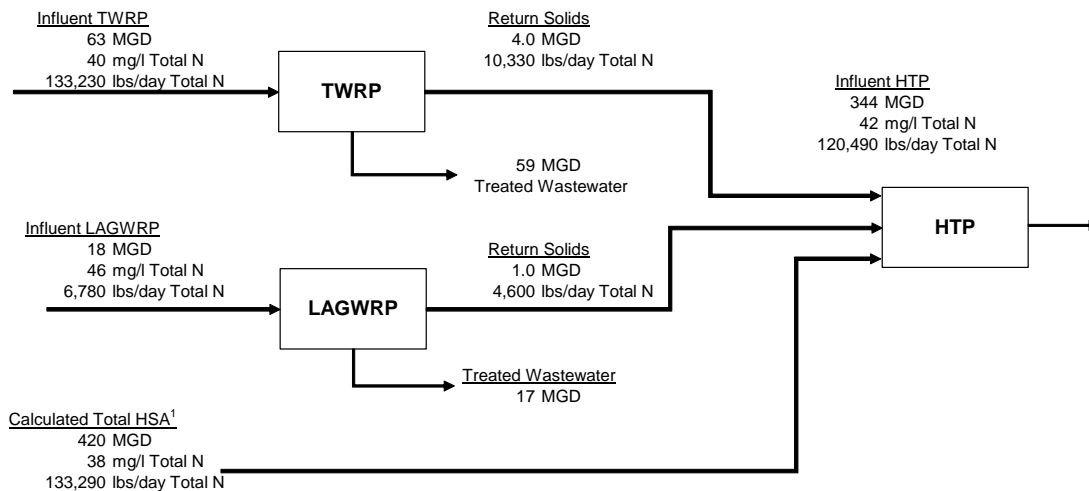 Influent TWRP
63 MGD
40 mg/l Total N
133,230 lbs/day Total N
TWRP
Return Solids
4.0 MGD
10,330 lbs/day Total N
59 MGD
Treated Wastewater
Influent HTP
344 MGD
42 mg/l Total N
120,490 lbs/day Total N
HTP
Influent LAGWRP
18 MGD
46 mg/l Total N
6,780 lbs/day Total N
LAGWRP
Return Solids
1.0 MGD
4,600 lbs/day Total N
Treated Wastewater
17 MGD
Calculated Total HSA¹
420 MGD
38 mg/l Total N
133,290 lbs/day Total N